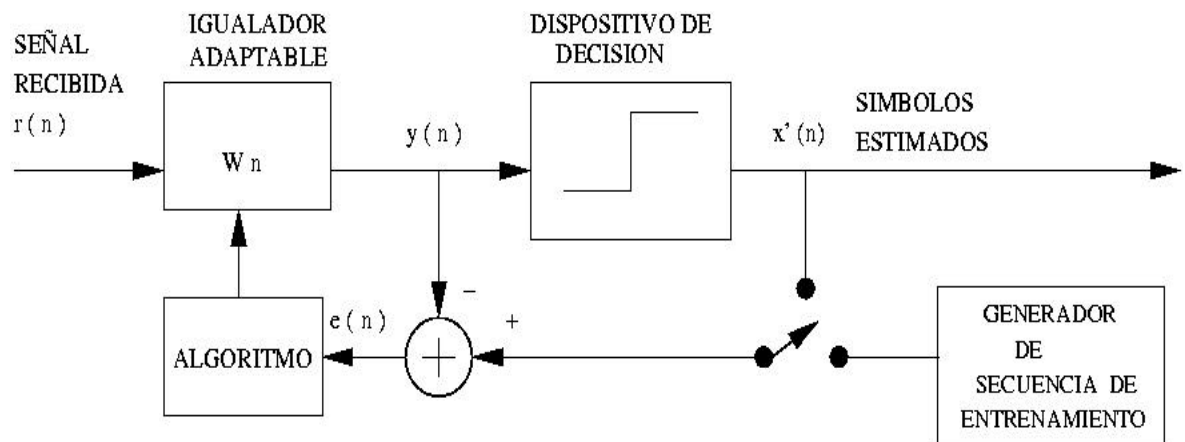 SEÑAL
RECIBIDA
r(n)
IGUALADOR
ADAPTABLE
Wn
y(n)
DISPOSITIVO DE
DECISION
x’(n)
SIMBOLOS
ESTIMADOS
ALGORITMO
e(n)
−
+
+
GENERADOR
DE
SECUENCIA DE
ENTRENAMIENTO